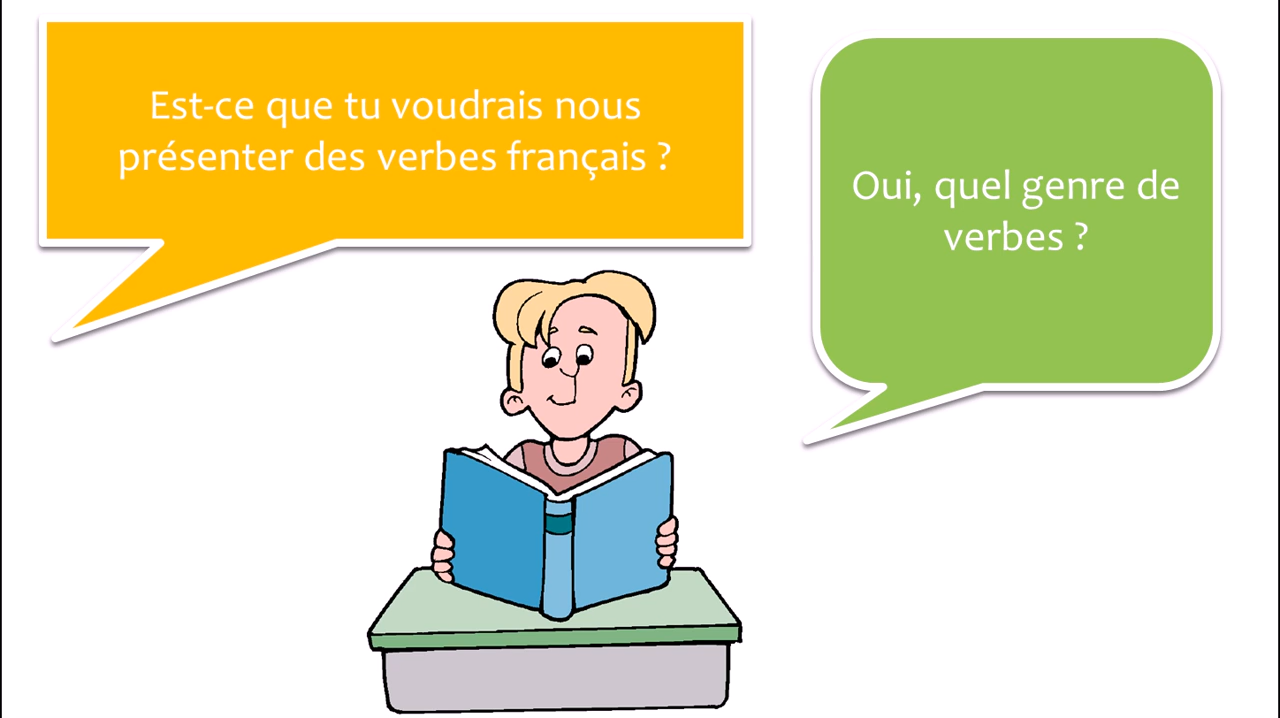 Est-ce que tu voudrais nous
présenter des verbes français ?
Oui, quel genre de
verbes ?